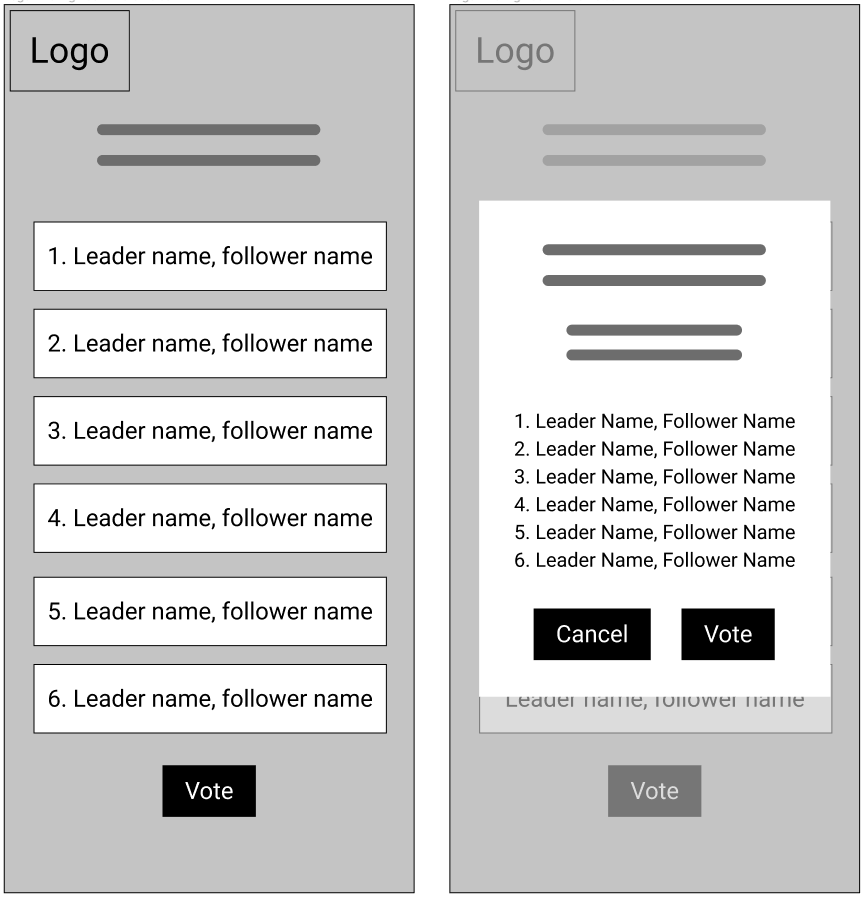 Logo
1. Leader name, follower name
2. Leader name, follower name
3. Leader name, follower name
4. Leader name, follower name
5. Leader name, follower name
6. Leader name, follower name
Vote
Logo
1. Leader Name, Follower Name
2. Leader Name, Follower Name
3. Leader Name, Follower Name
4. Leader Name, Follower Name
5. Leader Name, Follower Name
6. Leader Name, Follower Name
Cancel
Vote
Leader name, follower name
Vote